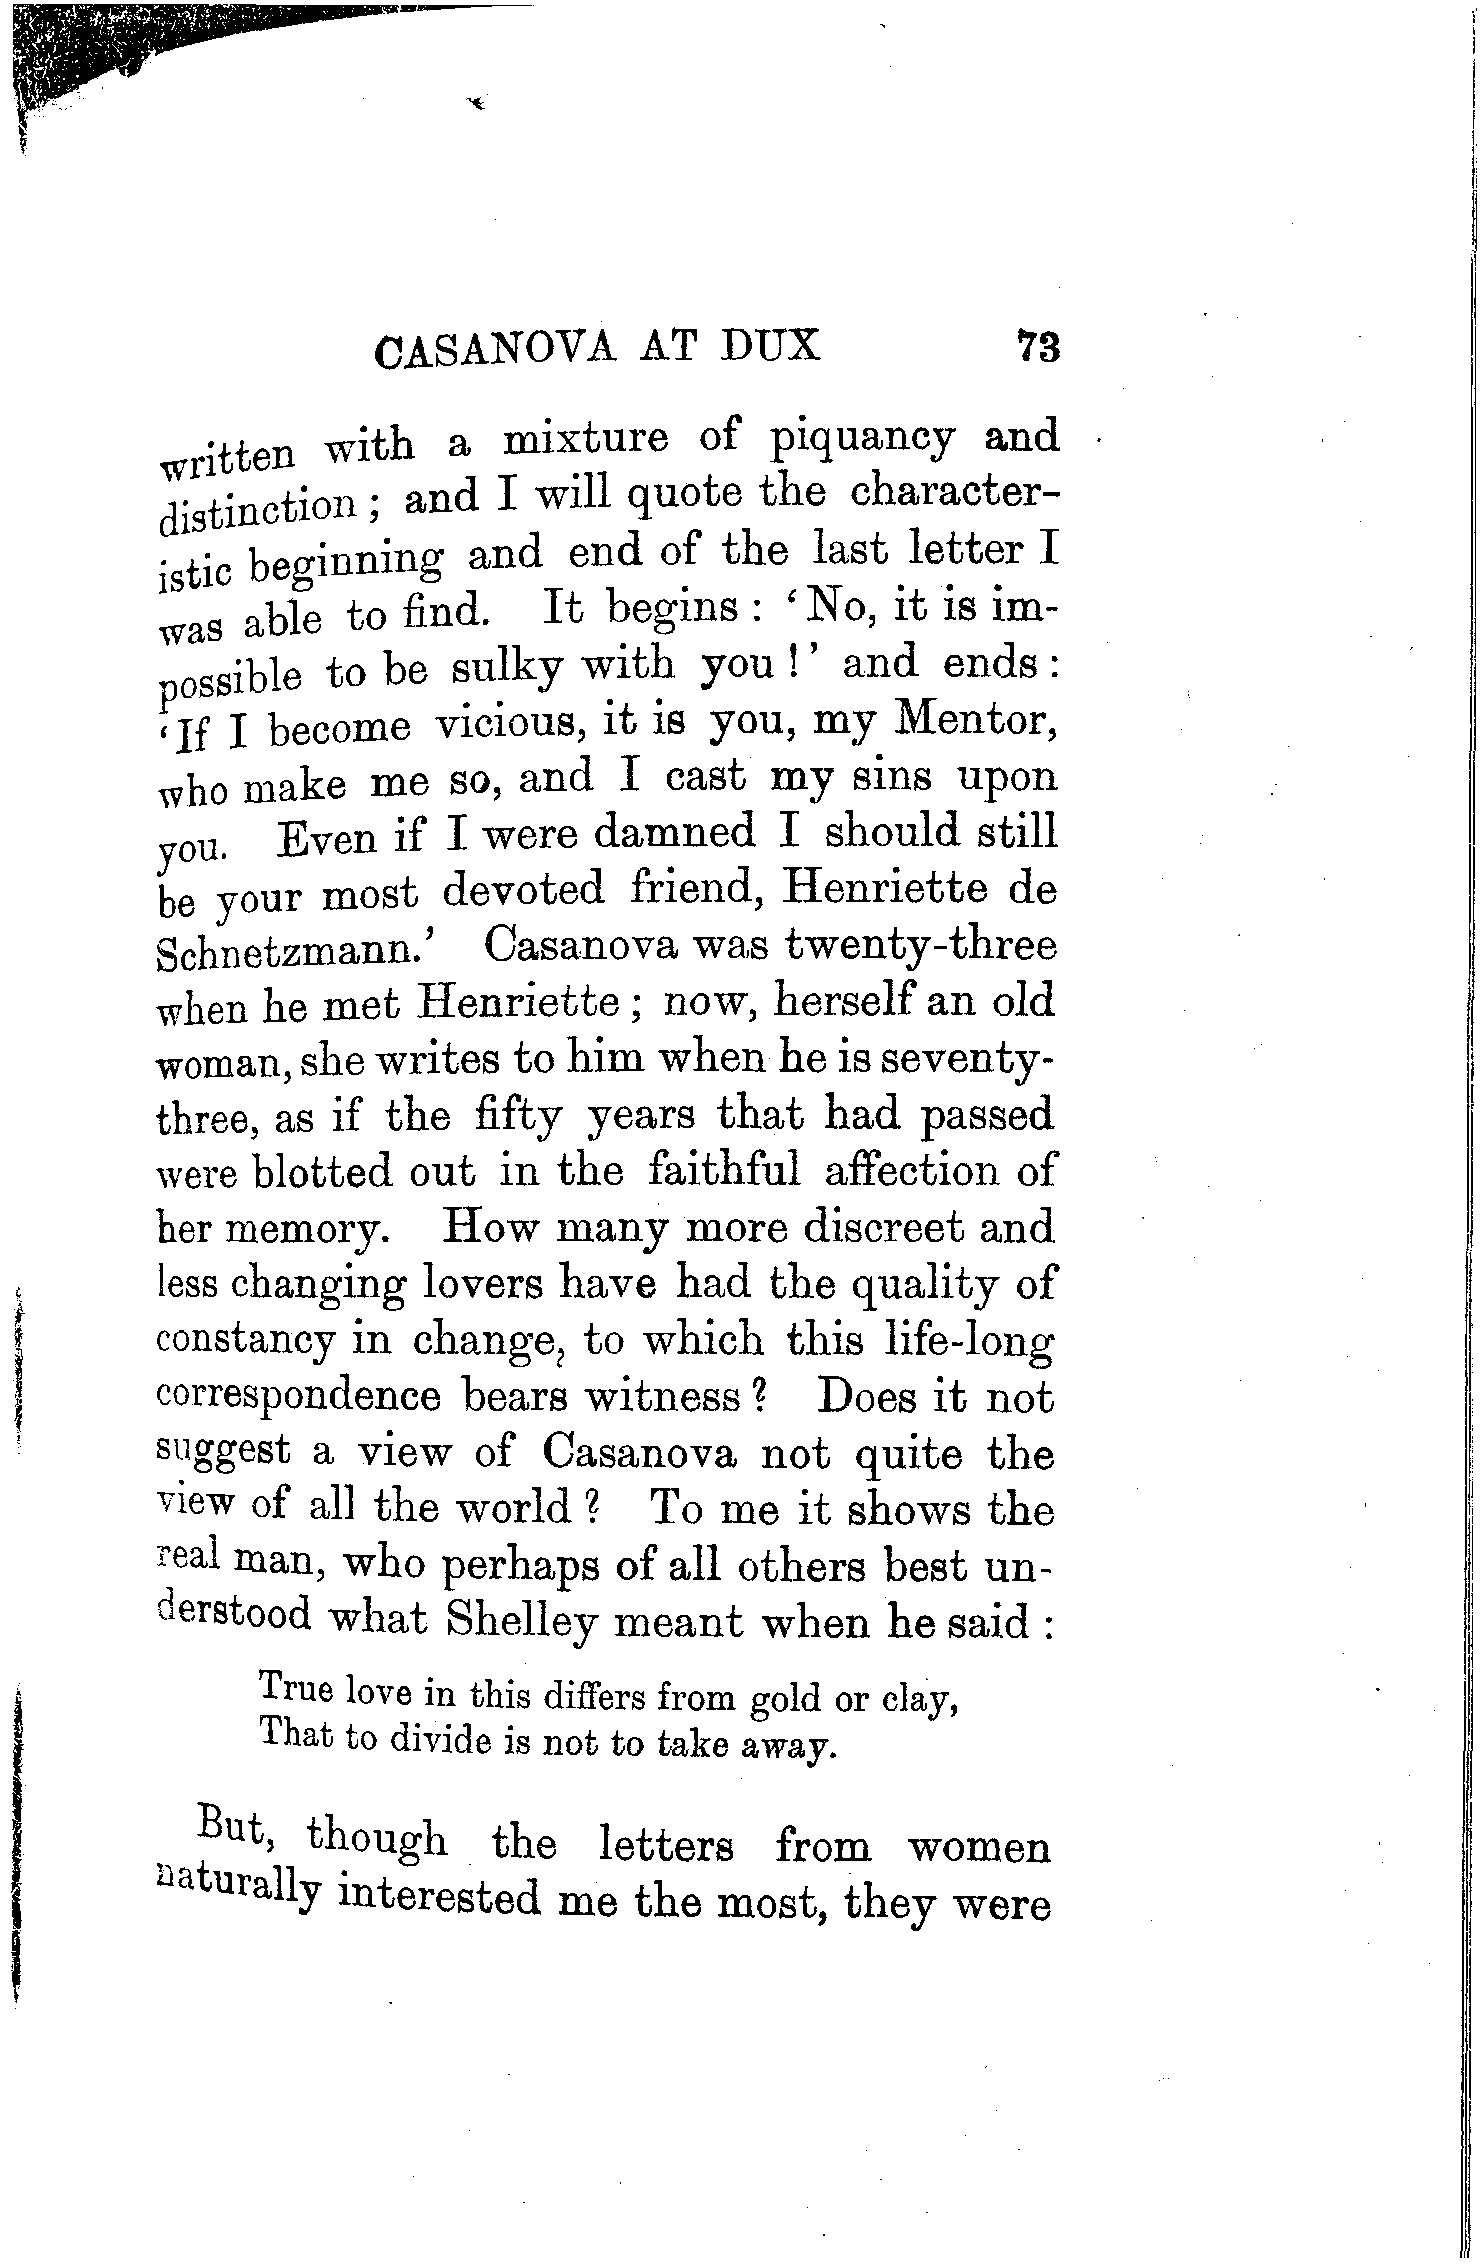 CASANOVA AT DUX 73
written with a mixture of piquancy and
distinction; and I will quote the character-
istic beginning and end of the last letter I
was able to find. It begins: ‘No, it is im-
possible to be sulky with you!’ and ends:
‘If I become vicious, it is you, my Mentor,
who make me so, and I cast my sins upon
you. Even if I were damned I should still
be your most devoted friend, Henriette de
Schnetzmann.’ Casanova was twenty-three
when he met Henriette; now, herself an old
woman, she writes to him when he is seventy-
three, as if the fifty years that had passed
were blotted out in the faithful affection of
her memory. How many more discreet and
less changing lovers have had the quality of
constancy in change, to which this life-long
correspondence bears witness? Does it not
suggest a view of Casanova not quite the
view of all the world? To me it shows the
real man, who perhaps of all others best un-
derstood what Shelley meant when he said:
True love in this differs from gold or clay,
That to divide is not to take away.
But, though the letters from women
naturally interested me the most, they were